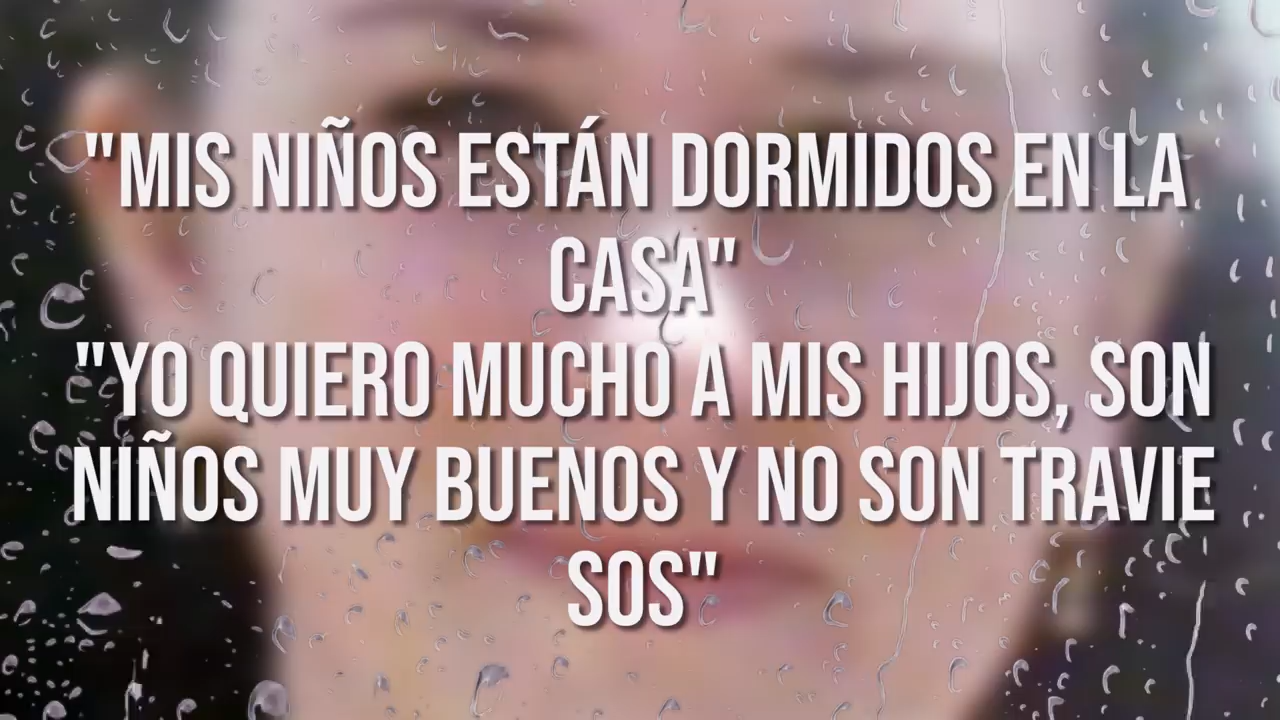 "MIS NIÑOS ESTÁN DORMIDOS EN LA
CASA"
"YO QUIERO MUCHO A MIS HIJOS, SON
NIÑOS MUY BUENOS Y NO SON TRAVIE
SOS"